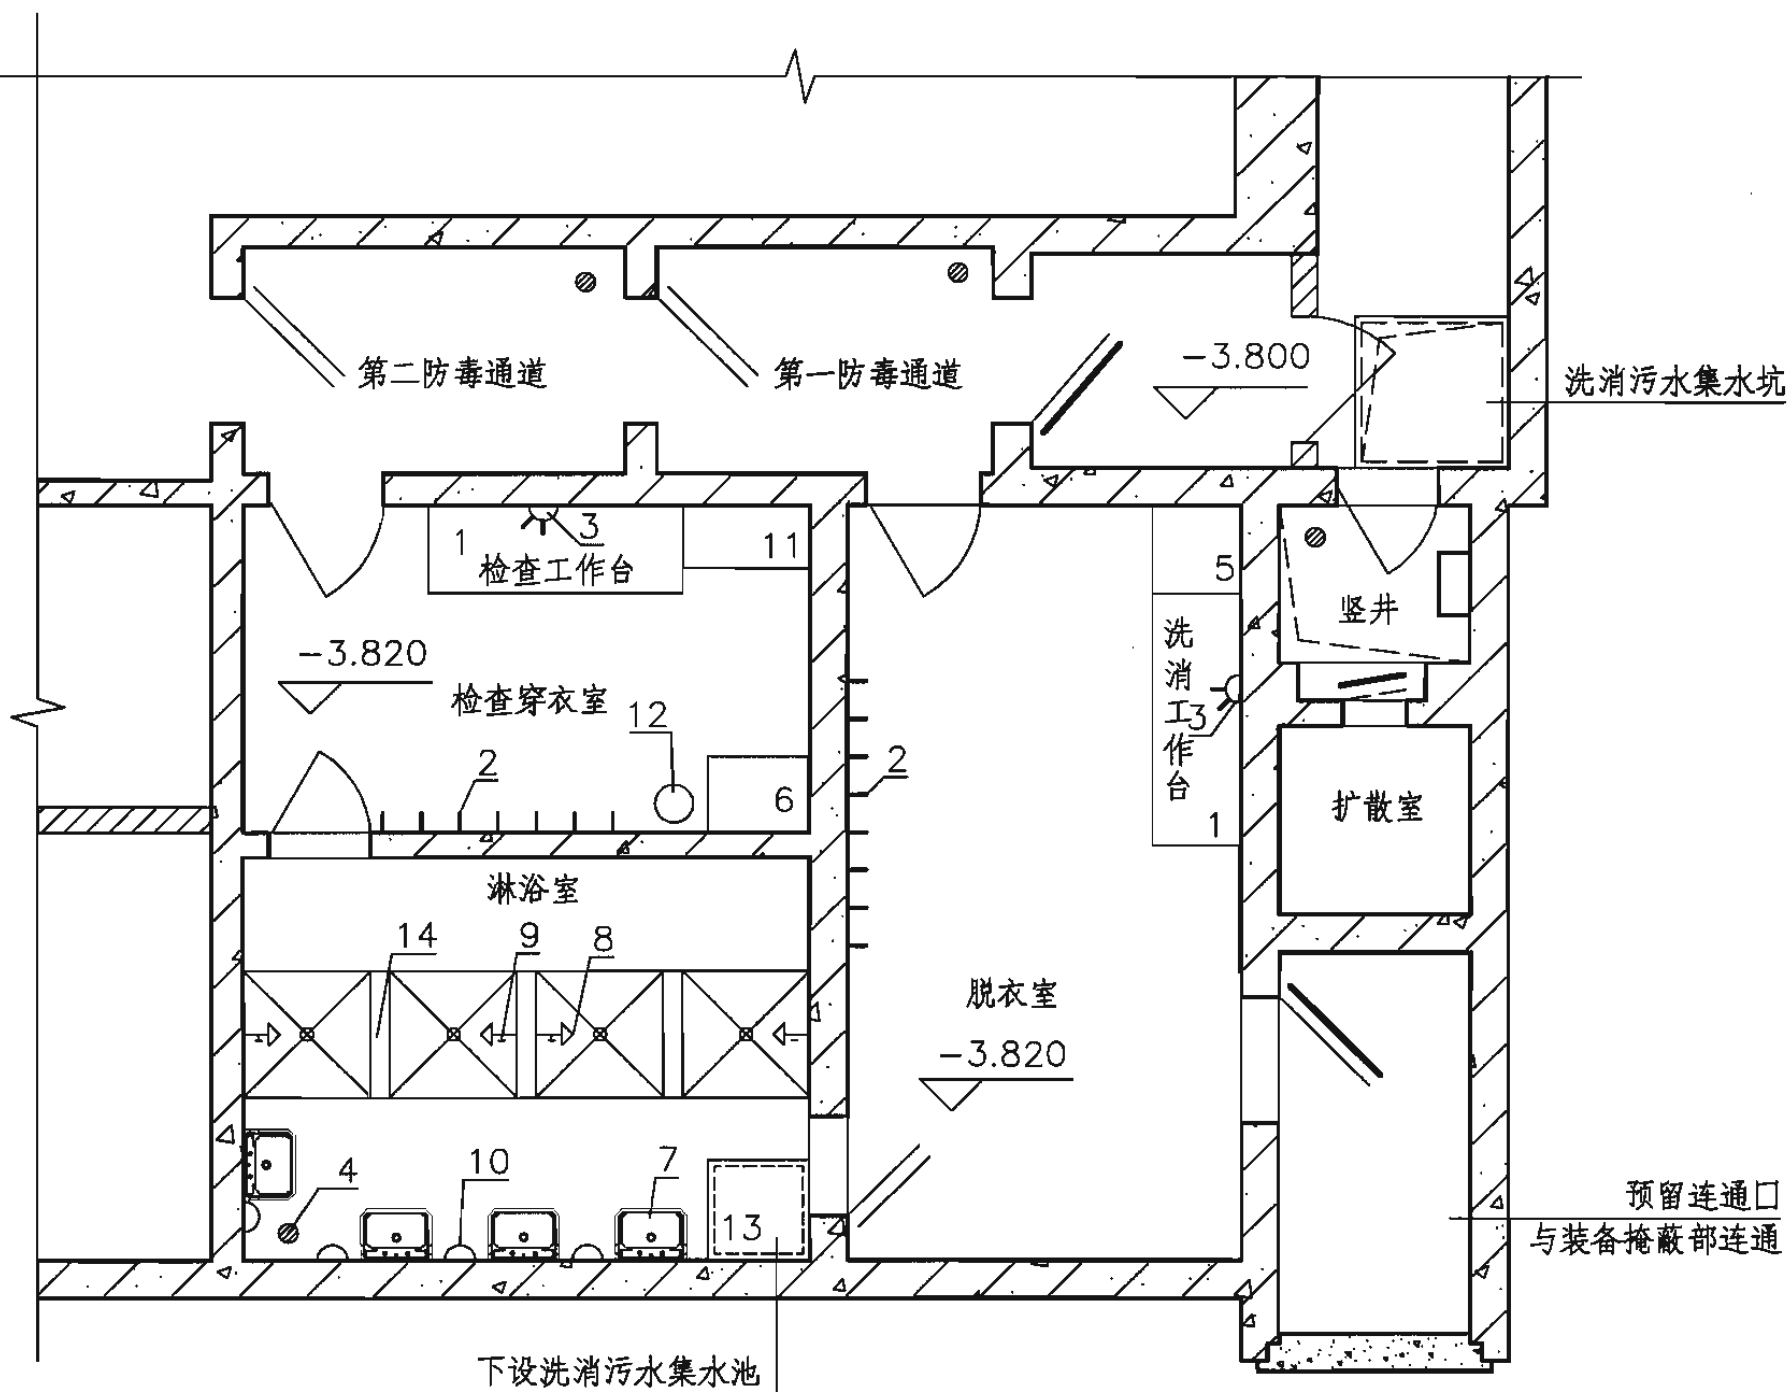 -3.800
第二防毒通道
第一防毒通道
洗消污水集水坑
1
3
11
检查工作台
5
竖井
洗消工作台
3
1
-3.820
检查穿衣室
12
2
6
2
扩散室
淋浴室
14
9
8
脱衣室
-3.820
4
10
7
13
预留连通口
与装备掩蔽部连通
下设洗消污水集水池